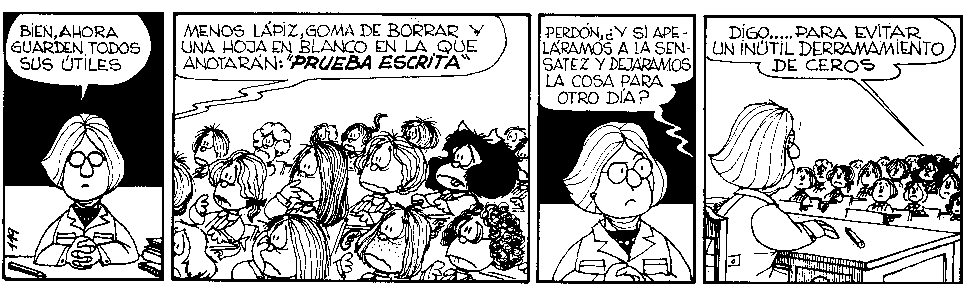 BIEN, AHORA
GUARDEN TODOS
SUS ÚTILES
MENOS LÁPIZ, GOMA DE BORRAR Y
UNA HOJA EN BLANCO EN LA QUE
ANOTARÁN: "PRUEBA ESCRITA"
PERDÓN, ¿Y SI APE-
LÁRAMOS A LA SEN-
SATEZ Y DEJÁRAMOS
LA COSA PARA
OTRO DÍA?
DIGO.....PARA EVITAR
UN INÚTIL DERRAMAMIENTO
DE CEROS